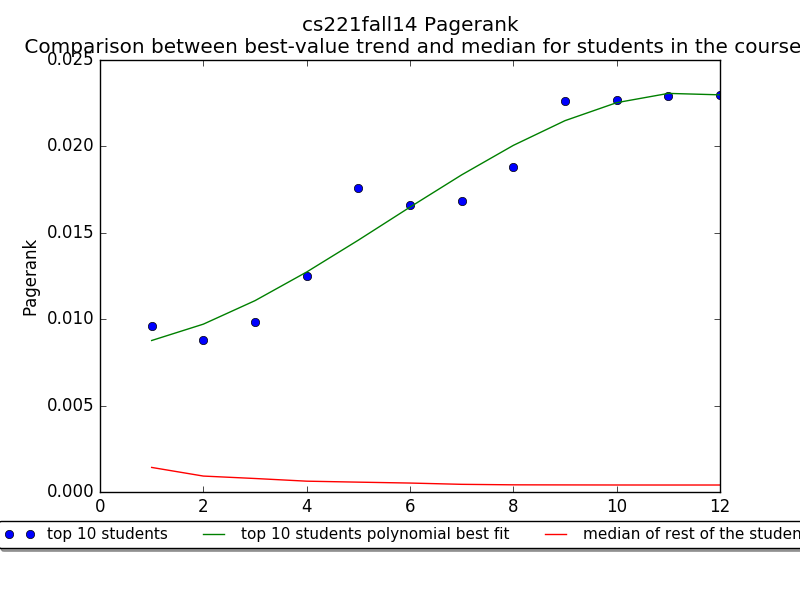 cs221fall14 Pagerank
Comparison between best-value trend and median for students in the course
0.025
0.020
0.015
0.010
0.005
0.000
Pagerank
0 2 4 6 8 10 12
top 10 students top 10 students polynomial best fit median of rest of the studen